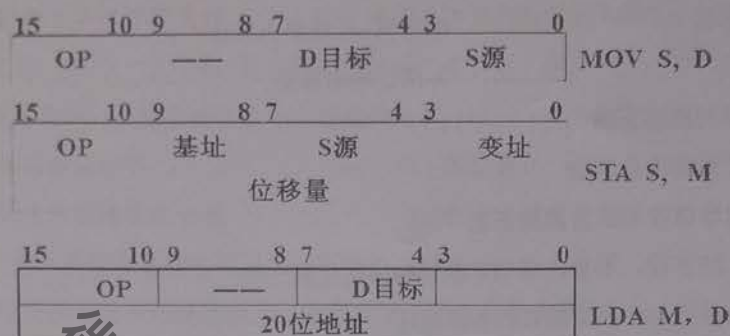 15 10 9 8 7 4 3 0
OP —— D目标 S源 MOV S, D
15 10 9 8 7 4 3 0
OP 基址 S源 变址
位移量 STA S, M
15 10 9 8 7 4 3 0
OP —— D目标
20位地址 LDA M, D